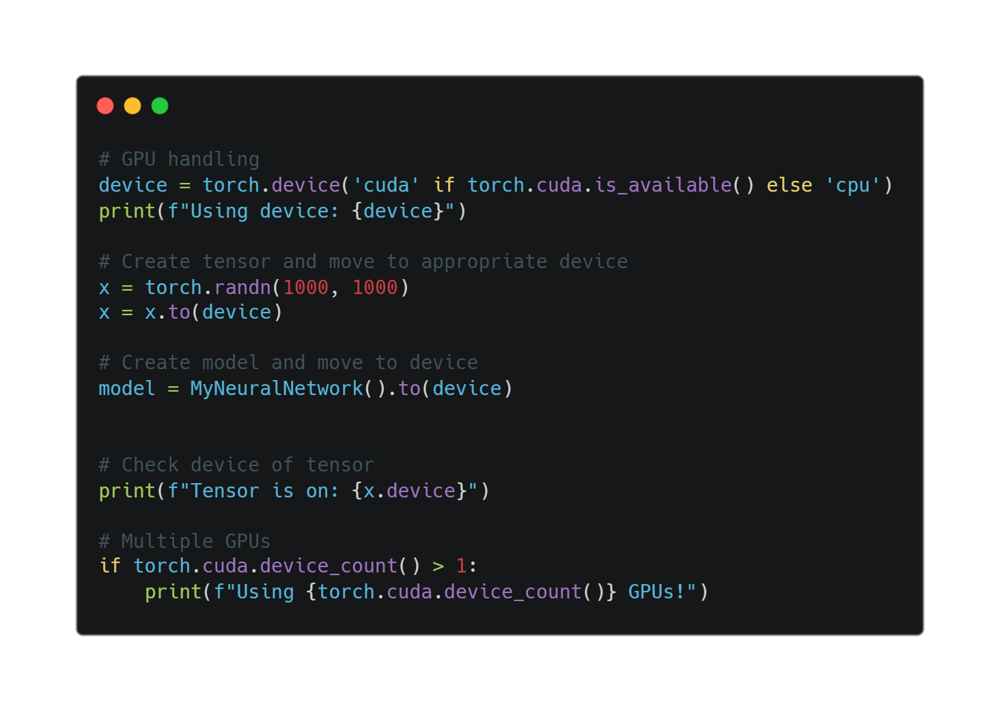 # GPU handling
device = torch.device('cuda' if torch.cuda.is_available() else 'cpu')
print(f"Using device: {device}")

# Create tensor and move to appropriate device
x = torch.randn(1000, 1000)
x = x.to(device)

# Create model and move to device
model = MyNeuralNetwork().to(device)


# Check device of tensor
print(f"Tensor is on: {x.device}")

# Multiple GPUs
if torch.cuda.device_count() > 1:
    print(f"Using {torch.cuda.device_count()} GPUs!")